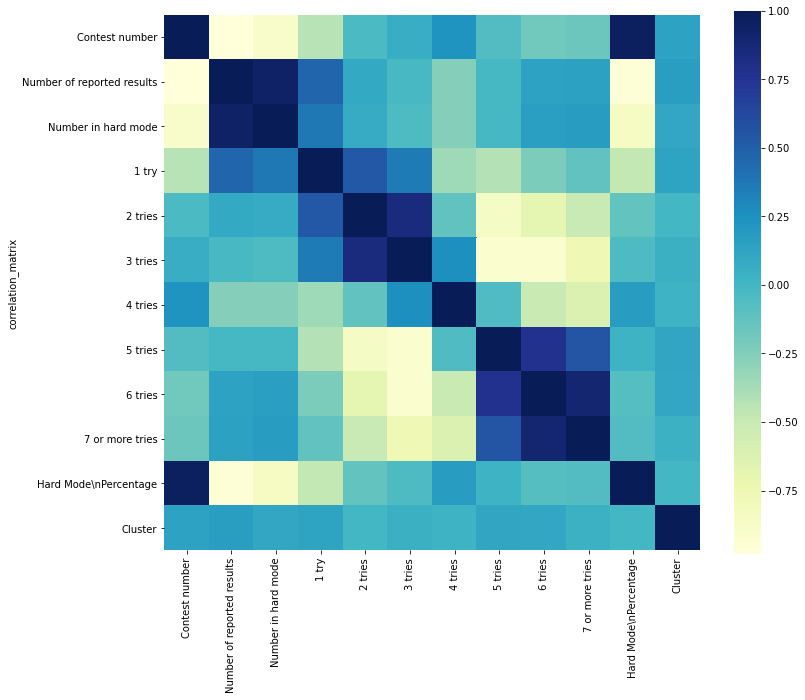 Contest number
Number of reported results
Number in hard mode
1 try
2 tries
3 tries
4 tries
5 tries
6 tries
7 or more tries
Hard Mode\nPercentage
Cluster
correlation_matrix
Contest number
Number of reported results
Number in hard mode
1 try
2 tries
3 tries
4 tries
5 tries
6 tries
7 or more tries
Hard Mode\nPercentage
Cluster
1.00
0.75
0.50
0.25
0.00
−0.25
−0.50
−0.75